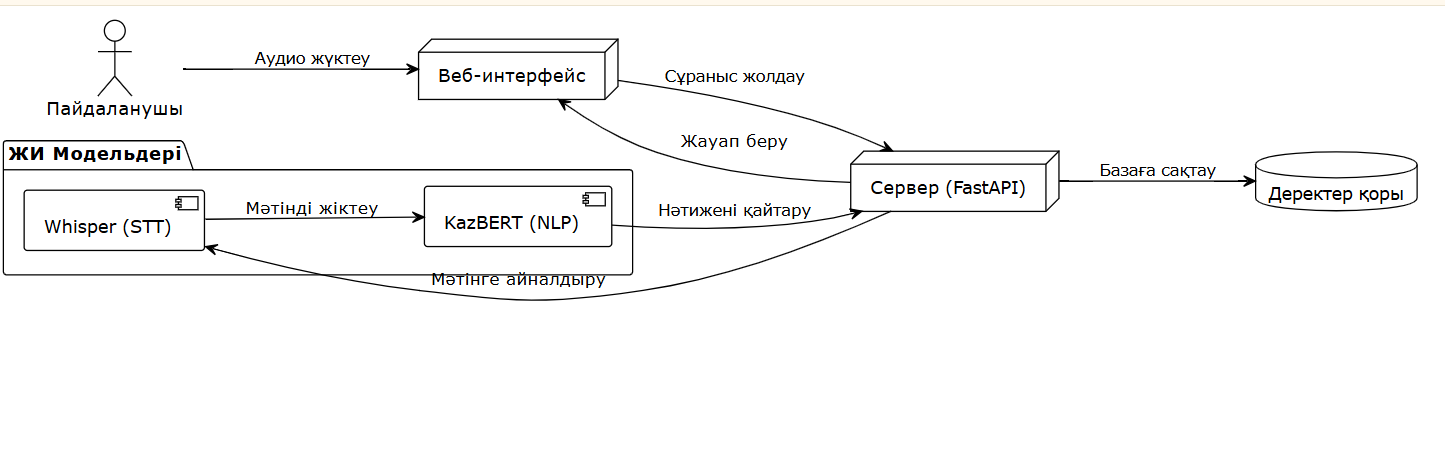 Аудио жүктеу
Веб-интерфейс
Сұраныс жолдау
Пайдаланушы
Жауап беру
ЖИ Модельдері
Сервер (FastAPI)
Базаға сақтау
Деректер қоры
Whisper (STT)
Мәтінді жіктеу
KazBERT (NLP)
Нәтижені қайтару
Мәтінге айналдыру